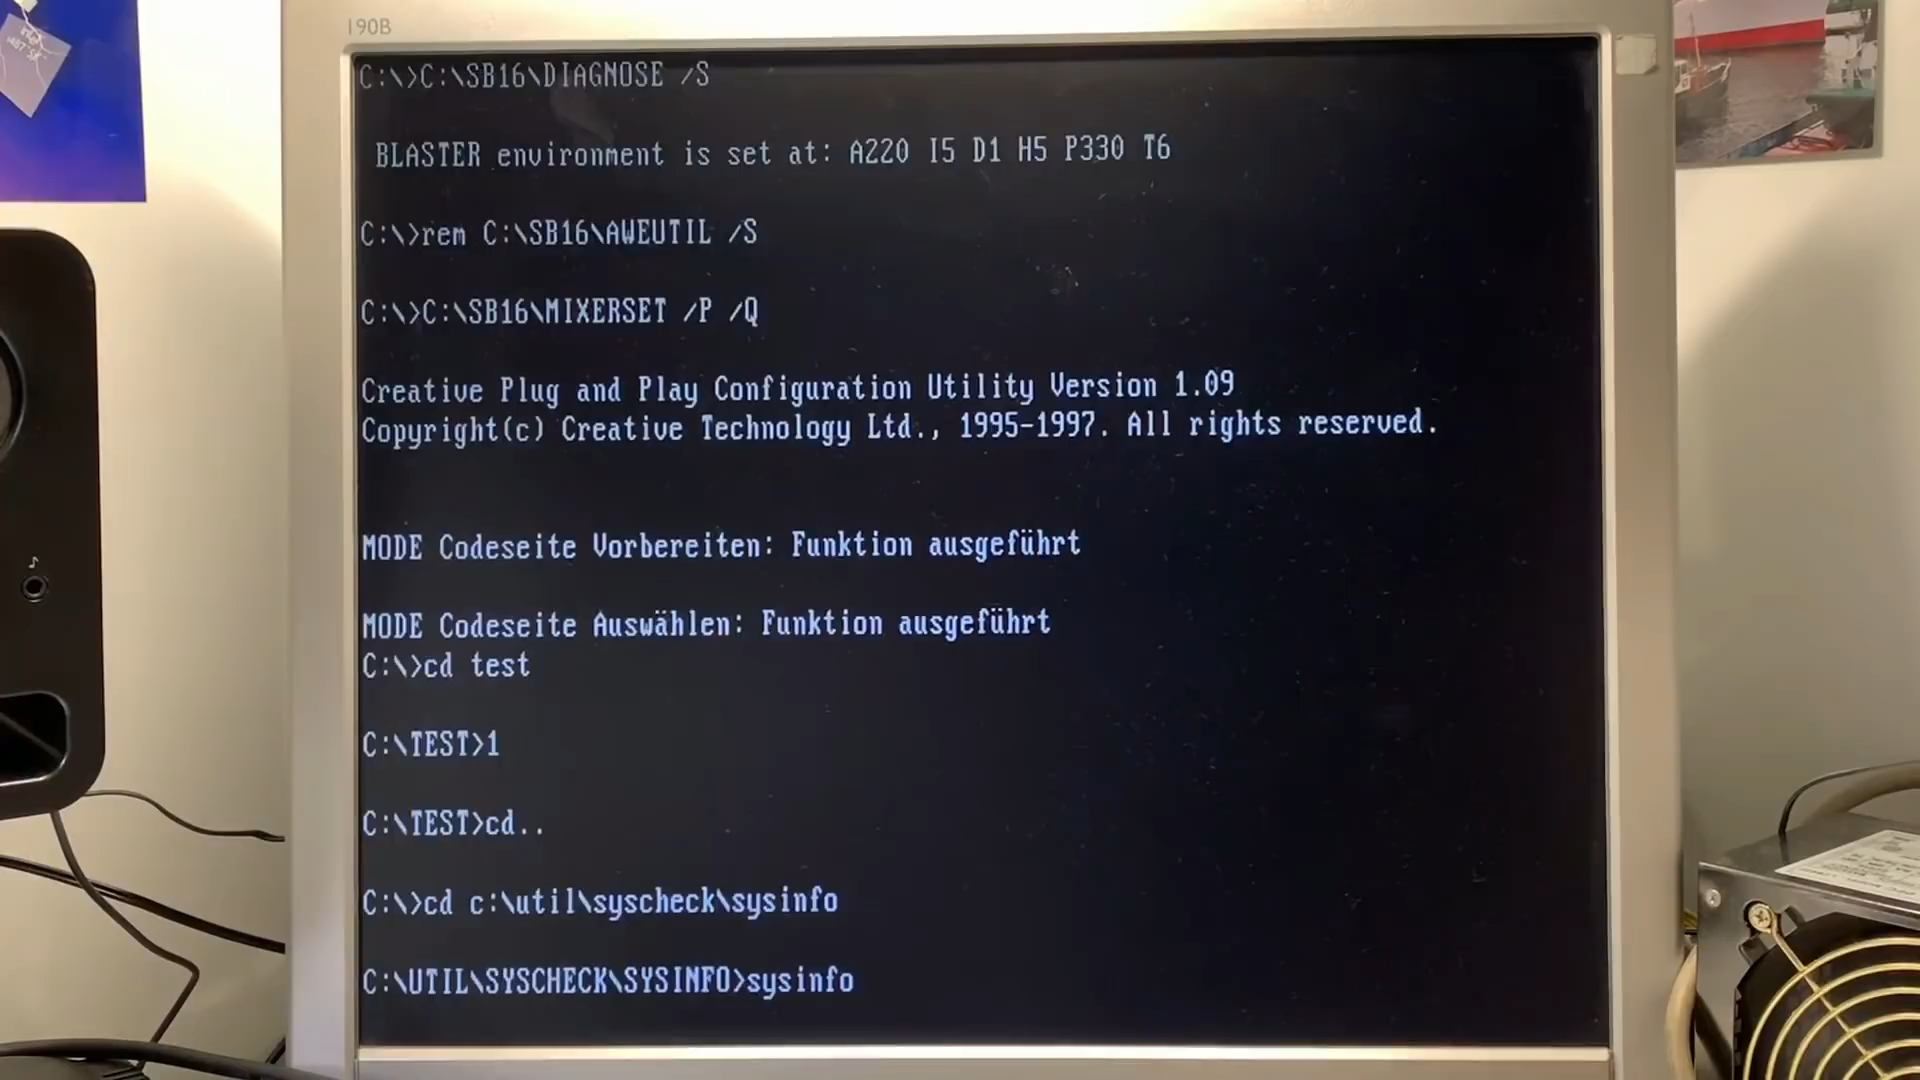 190B
C:\>C:\SB16\DIAGNOSE /S
BLASTER environment is set at: A220 I5 D1 H5 P330 T6
C:\>rem C:\SB16\AWEUTIL /S
C:\>C:\SB16\MIXERSET /P /Q
Creative Plug and Play Configuration Utility Version 1.09
Copyright(c) Creative Technology Ltd., 1995-1997. All rights reserved.
MODE Codeseite Vorbereiten: Funktion ausgeführt
MODE Codeseite Auswählen: Funktion ausgeführt
C:\>cd test
C:\TEST>1
C:\TEST>cd..
C:\>cd c:\util\syscheck\sysinfo
C:\UTIL\SYSCHECK\SYSINFO>sysinfo